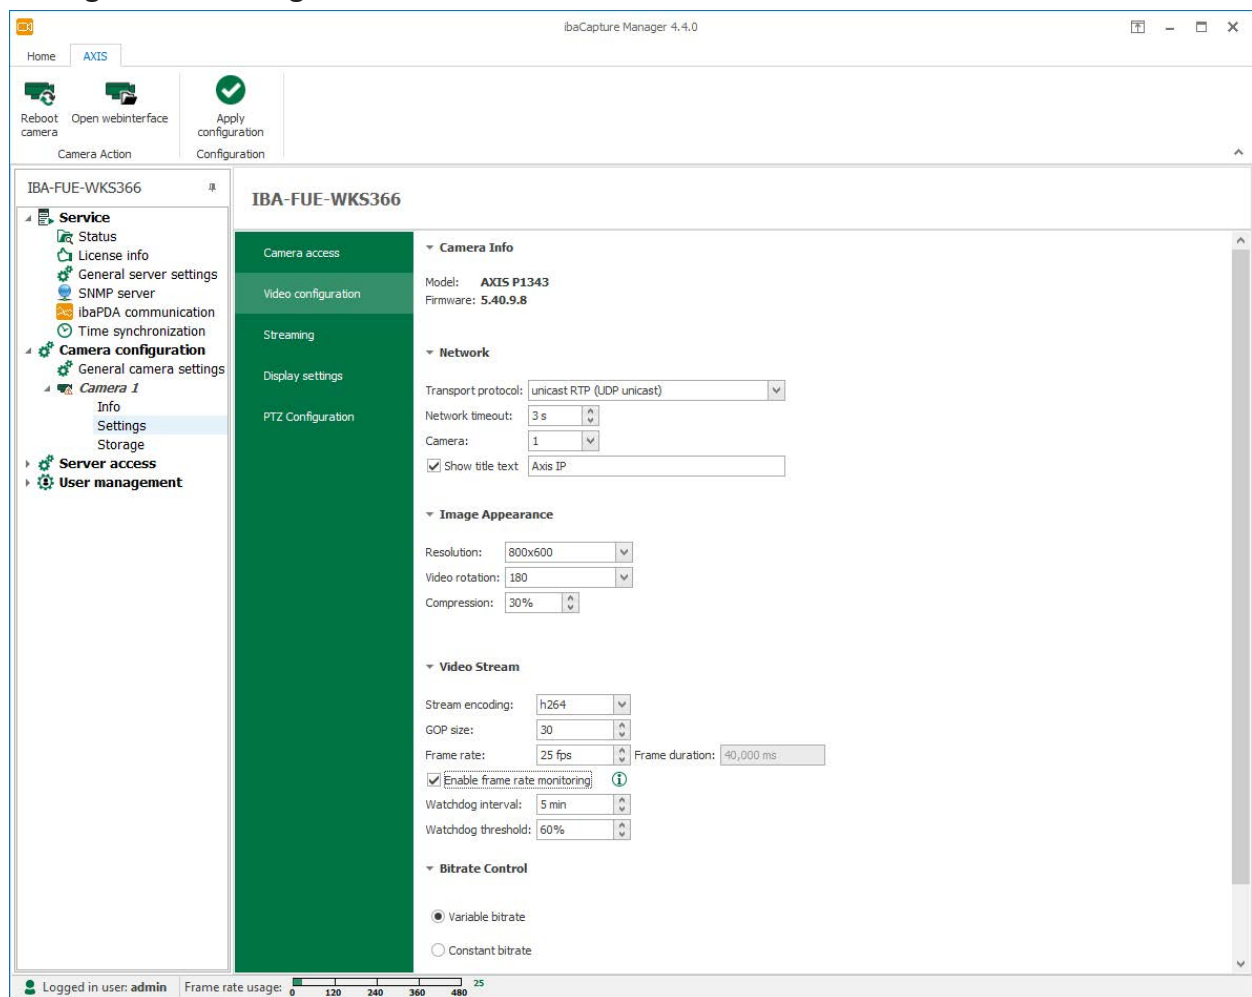 ibaCapture Manager 4.4.0
Home AXIS
Reboot camera Open webinterface Apply configuration
Camera Action Configuration
IBA-FUE-WKS366
Service
Status
License info
General server settings
SNMP server
ibaPDA communication
Time synchronization
Camera configuration
General camera settings
Camera 1
Info
Settings
Storage
Server access
User management
IBA-FUE-WKS366
Camera access
Video configuration
Streaming
Display settings
PTZ Configuration
Camera Info
Model: AXIS P1343
Firmware: 5.40.9.8
Network
Transport protocol: unicast RTP (UDP unicast)
Network timeout: 3 s
Camera: 1
Show title text Axis IP
Image Appearance
Resolution: 800x600
Video rotation: 180
Compression: 30%
Video Stream
Stream encoding: h264
GOP size: 30
Frame rate: 25 fps Frame duration: 40,000 ms
Enable frame rate monitoring
Watchdog interval: 5 min
Watchdog threshold: 60%
Bitrate Control
Variable bitrate
Constant bitrate
Logged in user: admin Frame rate usage: 0 120 240 360 480 25